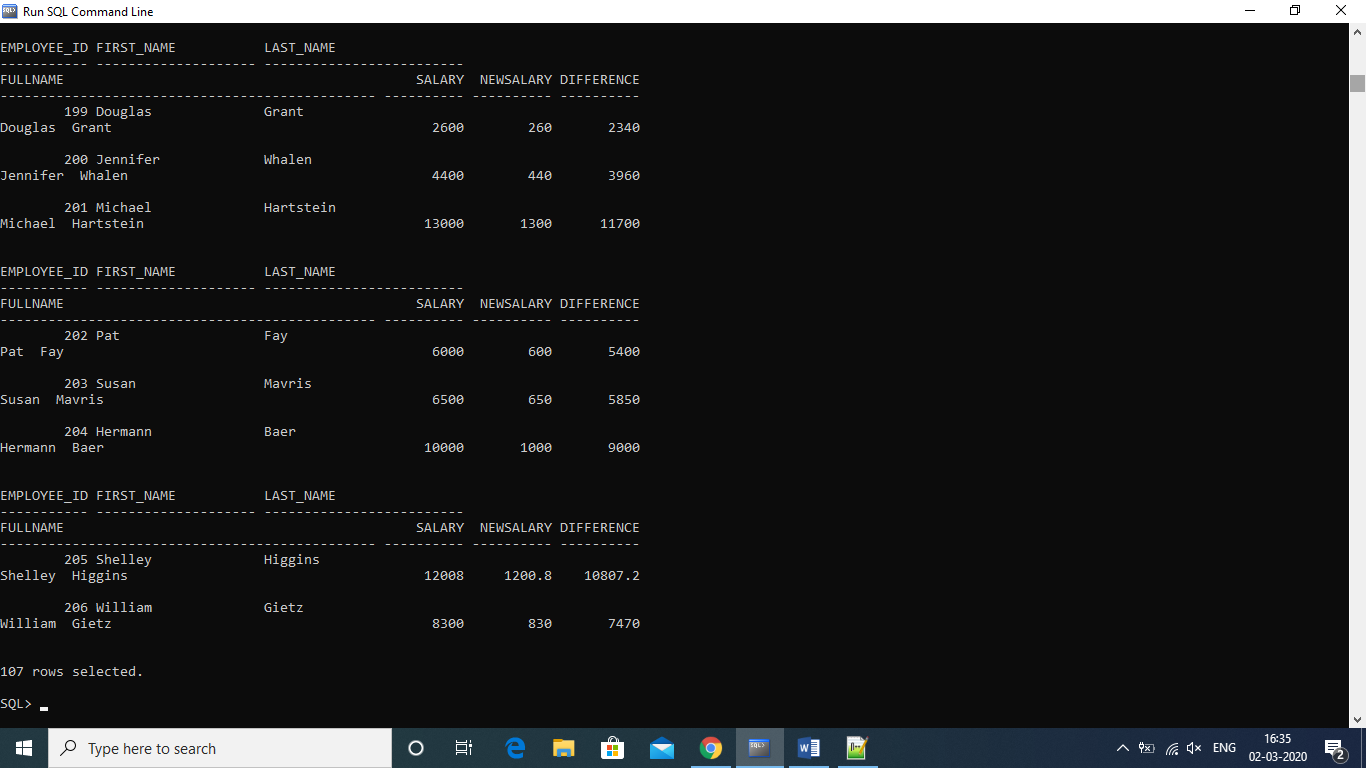 Run SQL Command Line
EMPLOYEE_ID FIRST_NAME           LAST_NAME
----------- -------------------- -------------------------
FULLNAME                                            SALARY  NEWSALARY DIFFERENCE
----------------------------------------------- ---------- ---------- ----------
        199 Douglas              Grant
Douglas  Grant                                        2600        260       2340
        200 Jennifer             Whalen
Jennifer  Whalen                                      4400        440       3960
        201 Michael              Hartstein
Michael  Hartstein                                   13000       1300      11700
EMPLOYEE_ID FIRST_NAME           LAST_NAME
----------- -------------------- -------------------------
FULLNAME                                            SALARY  NEWSALARY DIFFERENCE
----------------------------------------------- ---------- ---------- ----------
        202 Pat                  Fay
Pat  Fay                                              6000        600       5400
        203 Susan                Mavris
Susan  Mavris                                         6500        650       5850
        204 Hermann              Baer
Hermann  Baer                                        10000       1000       9000
EMPLOYEE_ID FIRST_NAME           LAST_NAME
----------- -------------------- -------------------------
FULLNAME                                            SALARY  NEWSALARY DIFFERENCE
----------------------------------------------- ---------- ---------- ----------
        205 Shelley              Higgins
Shelley  Higgins                                     12008     1200.8    10807.2
        206 William              Gietz
William  Gietz                                        8300        830       7470
107 rows selected.
SQL>
Type here to search
ENG
16:35
02-03-2020
2